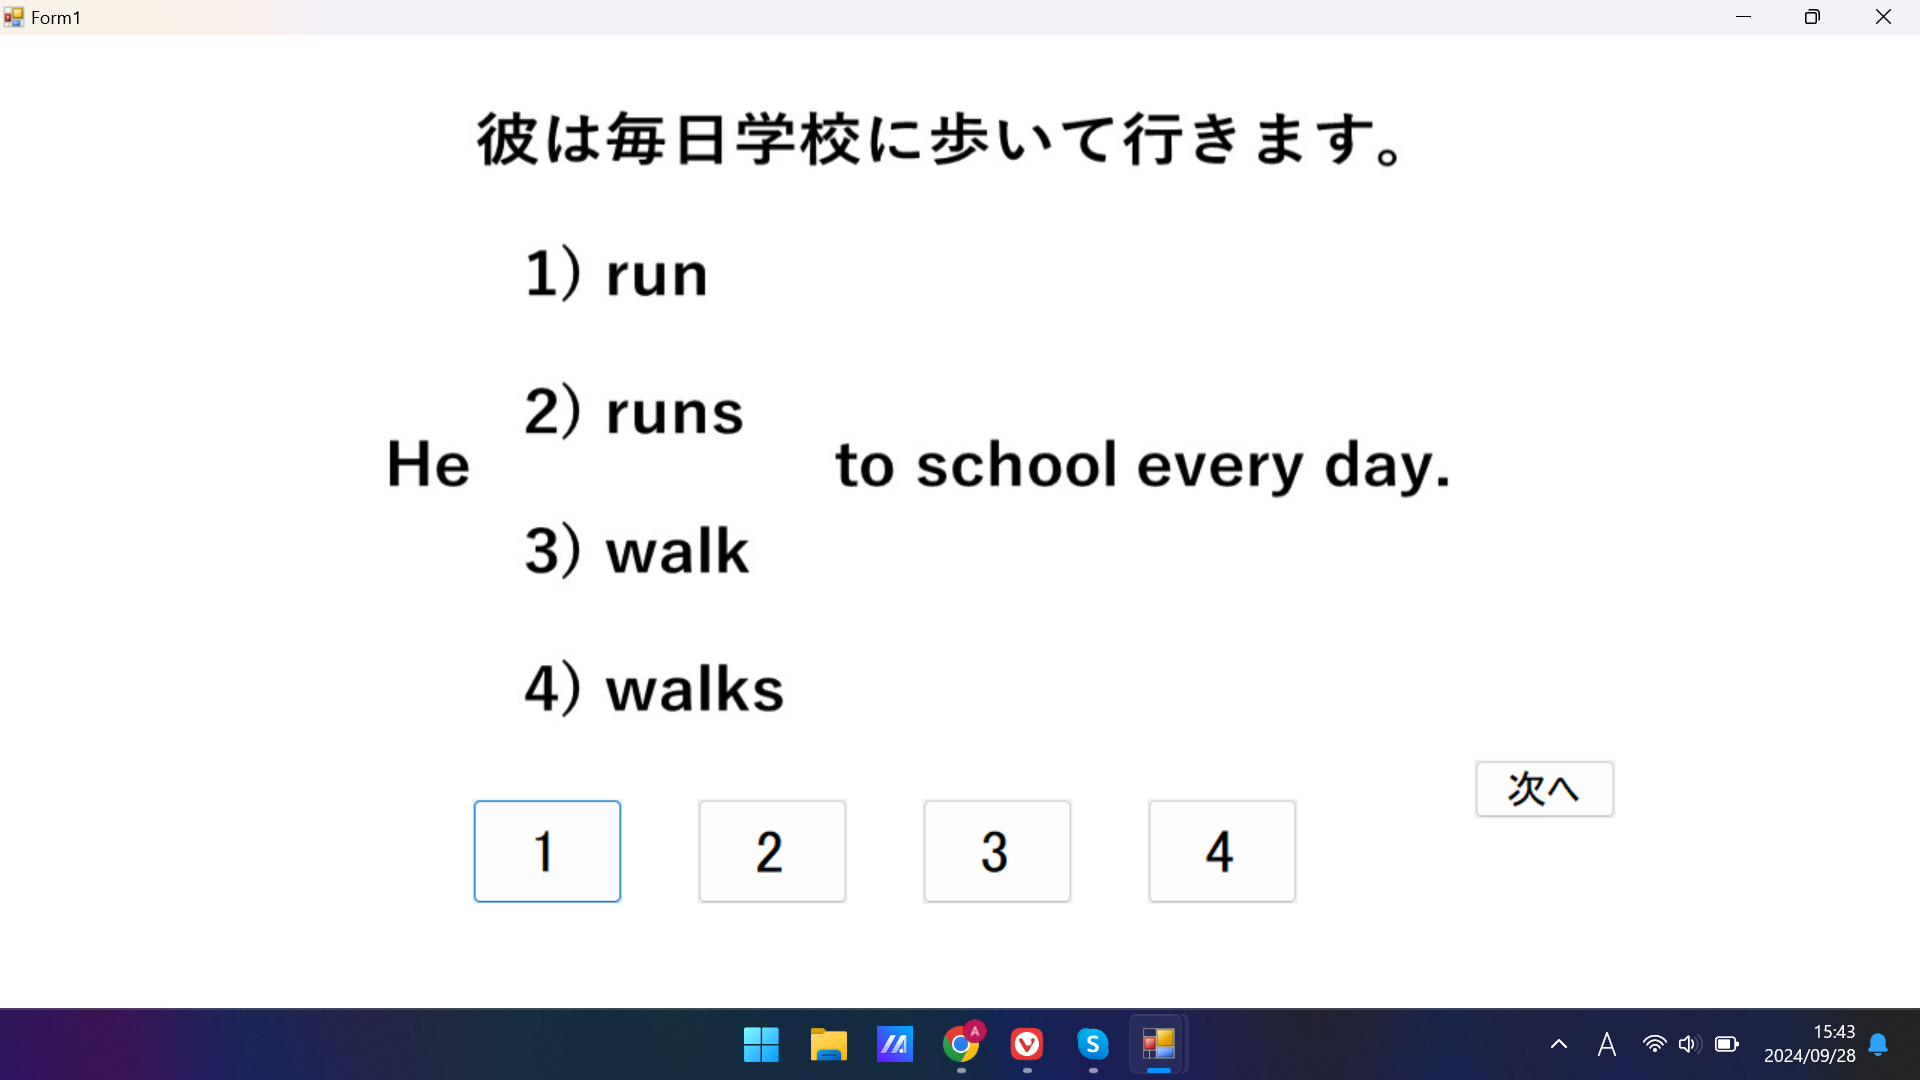 Form1
彼は毎日学校に歩いて行きます。
1) run
2) runs
He to school every day.
3) walk
4) walks
次へ
1 2 3 4
A
S
A
15:43
2024/09/28